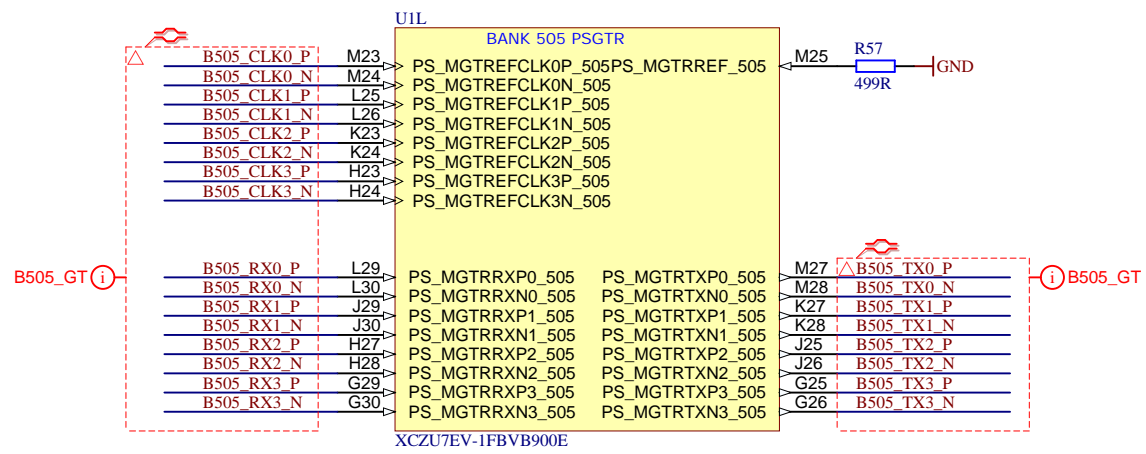 U1L
BANK 505 PSGTR
B505_CLK0_P M23 PS_MGTREFCLK0P_505 PS_MGTRREF_505 M25 R57 GND
499R
B505_CLK0_N M24 PS_MGTREFCLK0N_505
B505_CLK1_P L25 PS_MGTREFCLK1P_505
B505_CLK1_N L26 PS_MGTREFCLK1N_505
B505_CLK2_P K23 PS_MGTREFCLK2P_505
B505_CLK2_N K24 PS_MGTREFCLK2N_505
B505_CLK3_P H23 PS_MGTREFCLK3P_505
B505_CLK3_N H24 PS_MGTREFCLK3N_505
B505_GT i
B505_RX0_P L29 PS_MGTRRXP0_505 PS_MGTRTXP0_505 M27 B505_TX0_P
i B505_GT
B505_RX0_N L30 PS_MGTRRXN0_505 PS_MGTRTXN0_505 M28 B505_TX0_N
B505_RX1_P J29 PS_MGTRRXP1_505 PS_MGTRTXP1_505 K27 B505_TX1_P
B505_RX1_N J30 PS_MGTRRXN1_505 PS_MGTRTXN1_505 K28 B505_TX1_N
B505_RX2_P H27 PS_MGTRRXP2_505 PS_MGTRTXP2_505 J25 B505_TX2_P
B505_RX2_N H28 PS_MGTRRXN2_505 PS_MGTRTXN2_505 J26 B505_TX2_N
B505_RX3_P G29 PS_MGTRRXP3_505 PS_MGTRTXP3_505 G25 B505_TX3_P
B505_RX3_N G30 PS_MGTRRXN3_505 PS_MGTRTXN3_505 G26 B505_TX3_N
XCZU7EV-1FBVB900E